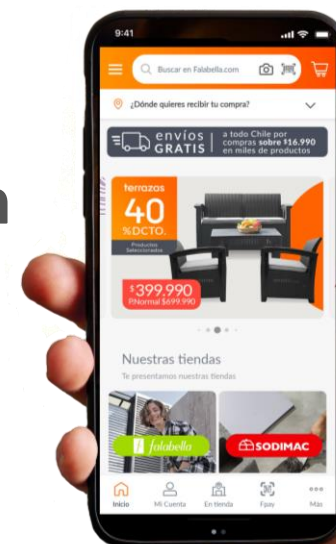 n
9:41
Buscar en Falabella.com
¿Dónde quieres recibir tu compra?
envíos
GRATIS
a todo Chile por
compras sobre $16.990
en miles de productos
terrazas
40
%DCTO.
Productos
Seleccionados
$399.990
P.Normal $699.990
Nuestras tiendas
Te presentamos nuestras tiendas
falabella
SODIMAC
Inicio
Mi Cuenta
En tienda
Fpay
Más